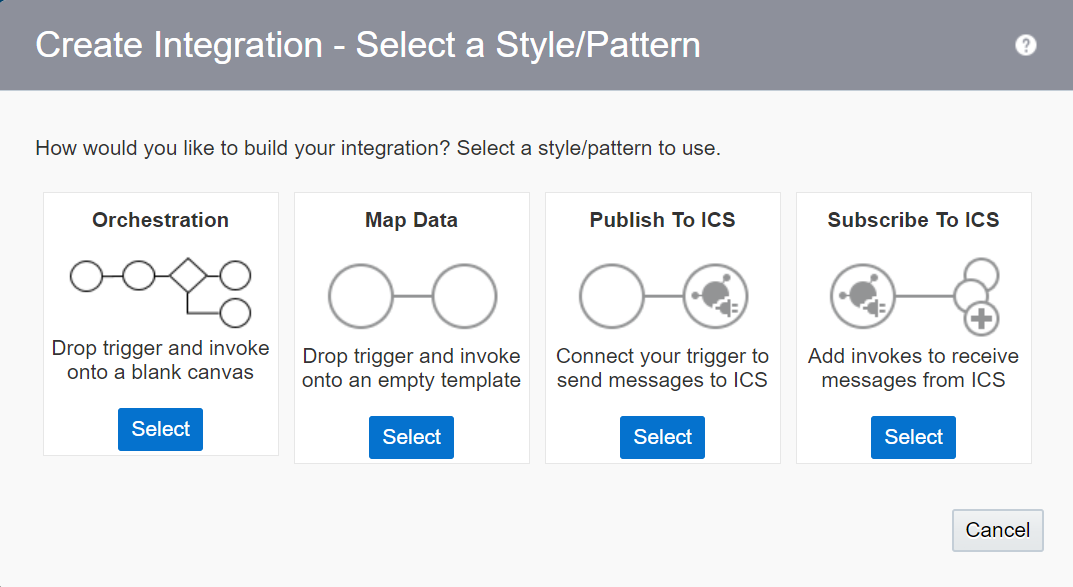 Create Integration - Select a Style/Pattern
?
How would you like to build your integration? Select a style/pattern to use.
Orchestration
Drop trigger and invoke
onto a blank canvas
Select
Map Data
Drop trigger and invoke
onto an empty template
Select
Publish To ICS
Connect your trigger to
send messages to ICS
Select
Subscribe To ICS
Add invokes to receive
messages from ICS
Select
Cancel